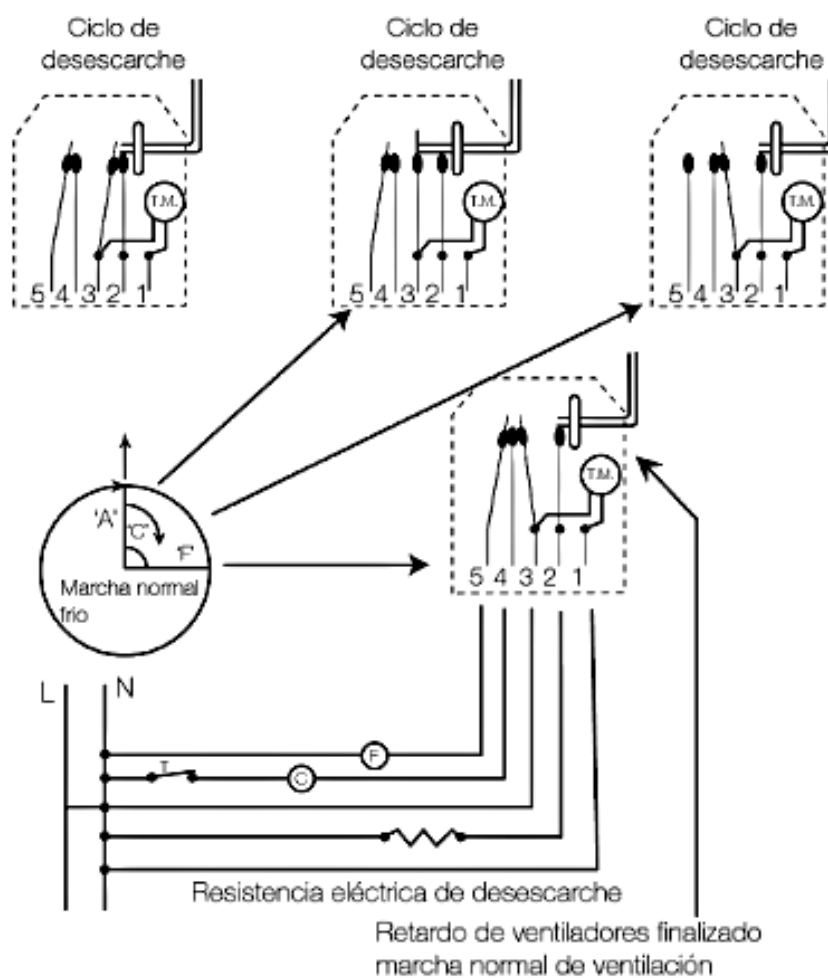 Ciclo de
desescarche
Ciclo de
desescarche
Ciclo de
desescarche
T.M.
T.M.
T.M.
5 4 3 2 1
5 4 3 2 1
5 4 3 2 1
T.M.
'A'
'C'
'F'
Marcha normal
frio
5 4 3 2 1
L N
F
T
C
Resistencia eléctrica de desescarche
Retardo de ventiladores finalizado
marcha normal de ventilación